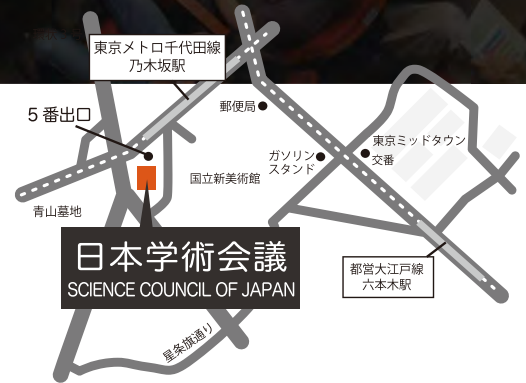 東京メトロ千代田線
乃木坂駅
郵便局
5番出口
東京ミッドタウン
ガソリン
スタンド
交番
国立新美術館
青山墓地
日本学術会議
SCIENCE COUNCIL OF JAPAN
都営大江戸線
六本木駅
星条旗通り